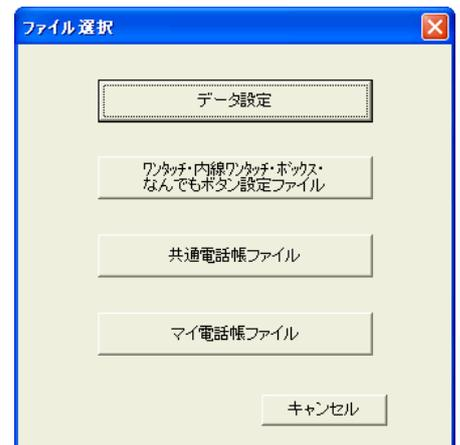 ファイル選択
データ設定
ﾜﾝﾀｯﾁ・内線ﾜﾝﾀｯﾁ・ﾎﾞｯｸｽ・
なんでもボタン設定ファイル
共通電話帳ファイル
マイ電話帳ファイル
キャンセル